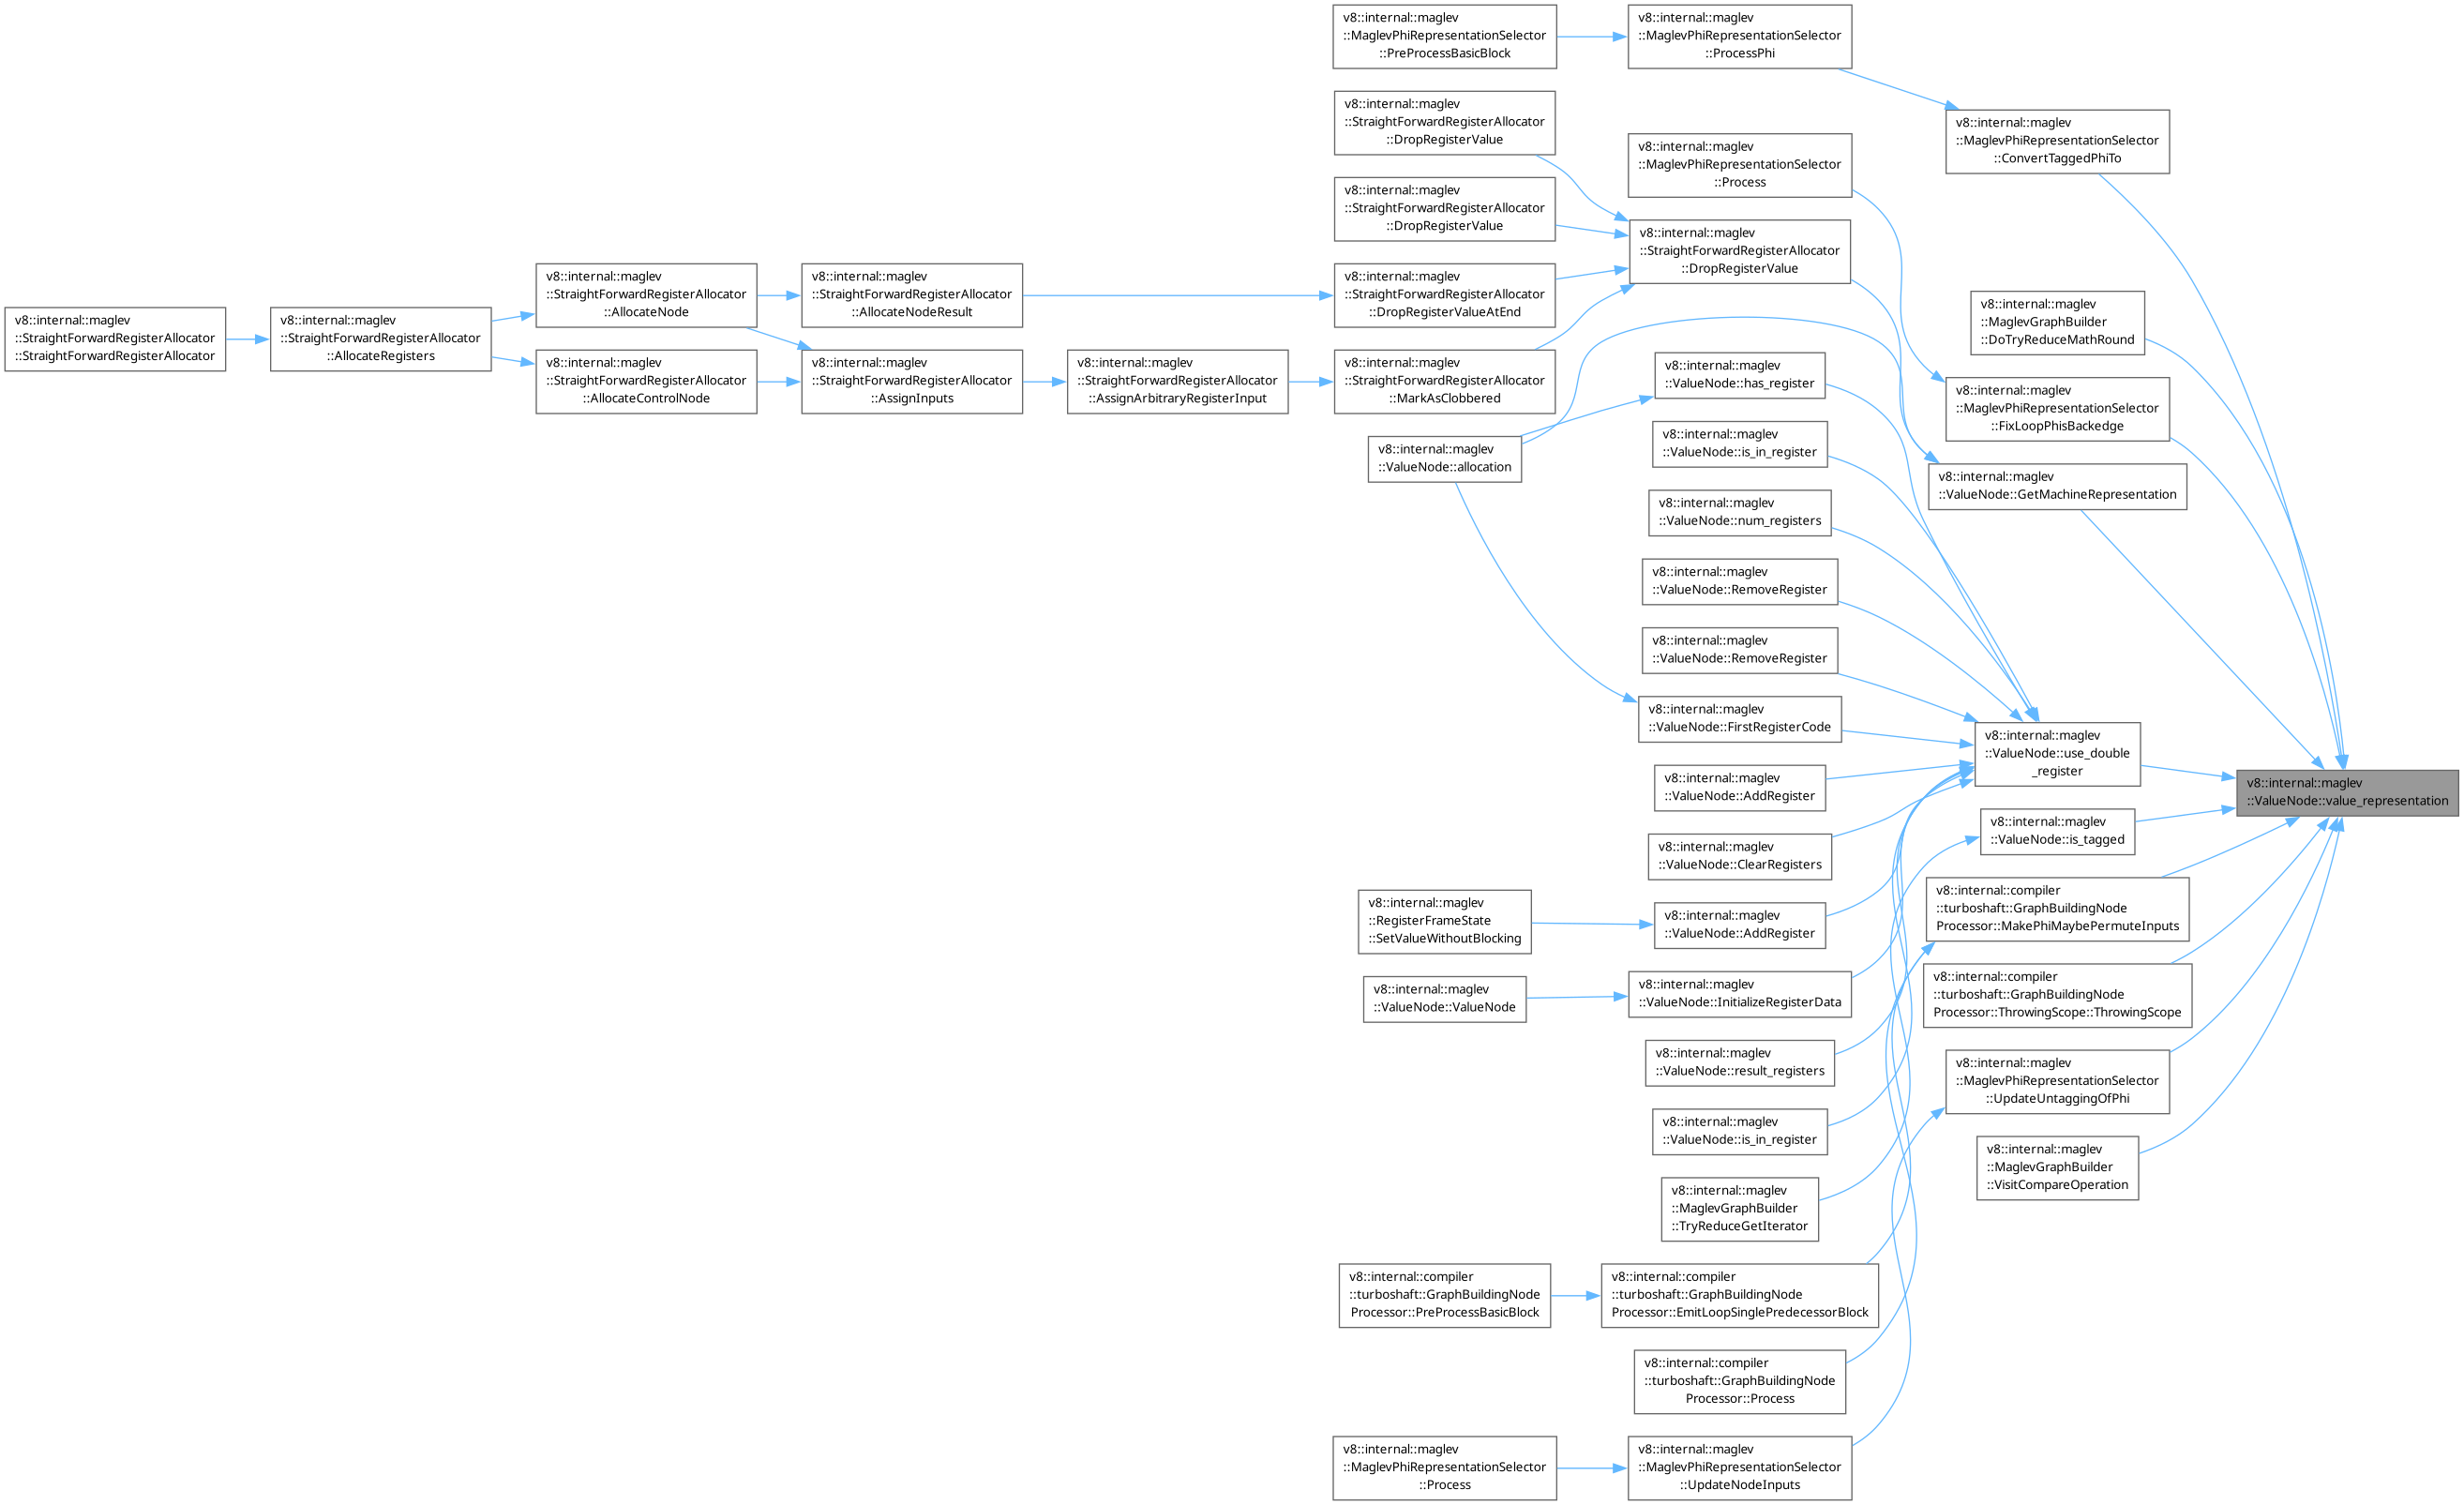 v8::internal::maglev
::MaglevPhiRepresentationSelector
::PreProcessBasicBlock
v8::internal::maglev
::MaglevPhiRepresentationSelector
::ProcessPhi
v8::internal::maglev
::StraightForwardRegisterAllocator
::DropRegisterValue
v8::internal::maglev
::MaglevPhiRepresentationSelector
::ConvertTaggedPhiTo
v8::internal::maglev
::MaglevPhiRepresentationSelector
::Process
v8::internal::maglev
::StraightForwardRegisterAllocator
::DropRegisterValue
v8::internal::maglev
::StraightForwardRegisterAllocator
::DropRegisterValue
v8::internal::maglev
::StraightForwardRegisterAllocator
::AllocateNode
v8::internal::maglev
::StraightForwardRegisterAllocator
::AllocateNodeResult
v8::internal::maglev
::StraightForwardRegisterAllocator
::DropRegisterValueAtEnd
v8::internal::maglev
::MaglevGraphBuilder
::DoTryReduceMathRound
v8::internal::maglev
::StraightForwardRegisterAllocator
::StraightForwardRegisterAllocator
v8::internal::maglev
::StraightForwardRegisterAllocator
::AllocateRegisters
v8::internal::maglev
::StraightForwardRegisterAllocator
::AllocateControlNode
v8::internal::maglev
::StraightForwardRegisterAllocator
::AssignInputs
v8::internal::maglev
::StraightForwardRegisterAllocator
::AssignArbitraryRegisterInput
v8::internal::maglev
::StraightForwardRegisterAllocator
::MarkAsClobbered
v8::internal::maglev
::ValueNode::has_register
v8::internal::maglev
::MaglevPhiRepresentationSelector
::FixLoopPhisBackedge
v8::internal::maglev
::ValueNode::allocation
v8::internal::maglev
::ValueNode::is_in_register
v8::internal::maglev
::ValueNode::GetMachineRepresentation
v8::internal::maglev
::ValueNode::num_registers
v8::internal::maglev
::ValueNode::RemoveRegister
v8::internal::maglev
::ValueNode::RemoveRegister
v8::internal::maglev
::ValueNode::FirstRegisterCode
v8::internal::maglev
::ValueNode::use_double
_register
v8::internal::maglev
::ValueNode::AddRegister
v8::internal::maglev
::ValueNode::value_representation
v8::internal::maglev
::ValueNode::ClearRegisters
v8::internal::maglev
::ValueNode::is_tagged
v8::internal::maglev
::RegisterFrameState
::SetValueWithoutBlocking
v8::internal::maglev
::ValueNode::AddRegister
v8::internal::compiler
::turboshaft::GraphBuildingNode
Processor::MakePhiMaybePermuteInputs
v8::internal::maglev
::ValueNode::ValueNode
v8::internal::maglev
::ValueNode::InitializeRegisterData
v8::internal::compiler
::turboshaft::GraphBuildingNode
Processor::ThrowingScope::ThrowingScope
v8::internal::maglev
::ValueNode::result_registers
v8::internal::maglev
::MaglevPhiRepresentationSelector
::UpdateUntaggingOfPhi
v8::internal::maglev
::ValueNode::is_in_register
v8::internal::maglev
::MaglevGraphBuilder
::VisitCompareOperation
v8::internal::maglev
::MaglevGraphBuilder
::TryReduceGetIterator
v8::internal::compiler
::turboshaft::GraphBuildingNode
Processor::PreProcessBasicBlock
v8::internal::compiler
::turboshaft::GraphBuildingNode
Processor::EmitLoopSinglePredecessorBlock
v8::internal::compiler
::turboshaft::GraphBuildingNode
Processor::Process
v8::internal::maglev
::MaglevPhiRepresentationSelector
::Process
v8::internal::maglev
::MaglevPhiRepresentationSelector
::UpdateNodeInputs